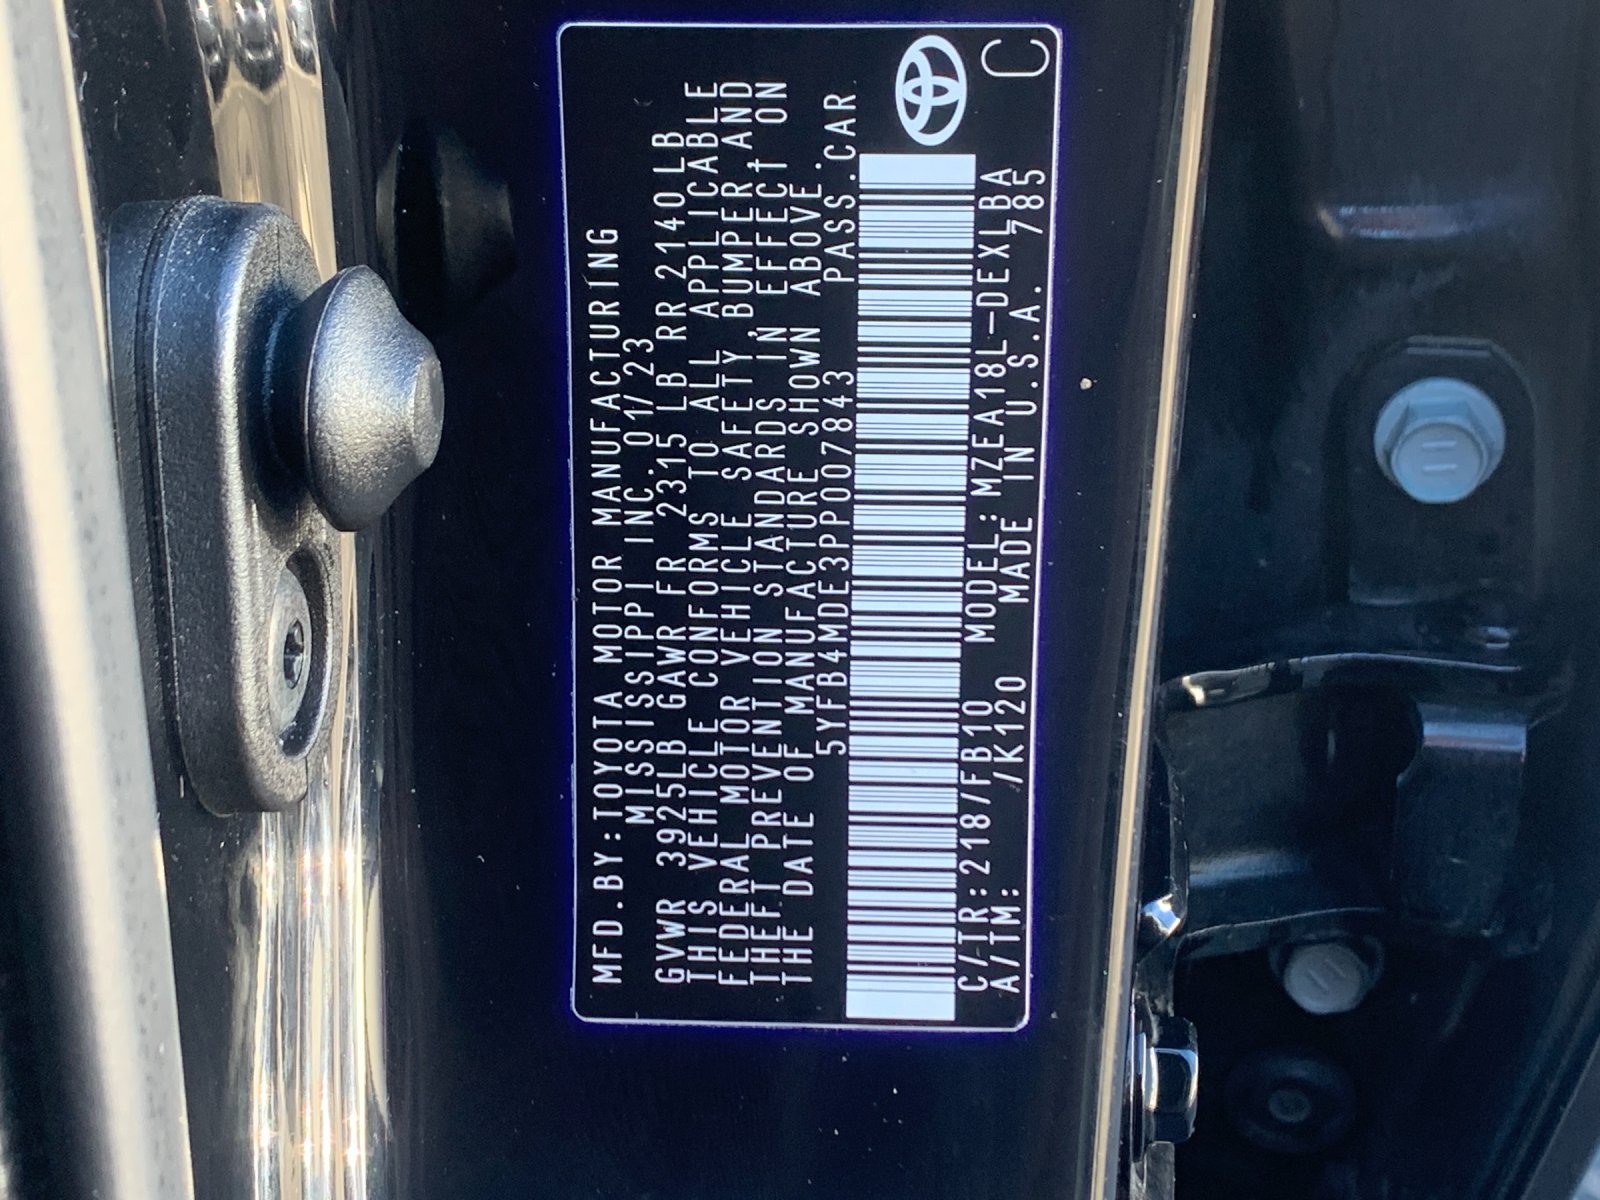 MFD.BY:TOYOTA MOTOR MANUFACTURING
MISSISSIPPI INC. 01/23
GVWR 3925LB GAWR FR 2315 LB RR 2140LB
THIS VEHICLE CONFORMS TO ALL APPLICABLE
FEDERAL MOTOR VEHICLE SAFETY, BUMPER AND
THEFT PREVENTION STANDARDS IN EFFECT ON
THE DATE OF MANUFACTURE SHOWN ABOVE.
5YFB4MDE3PP007843 PASS.CAR
C/TR:218/FB10 MODEL:MZEA18L-DEXLBA
A/TM: /K120 MADE IN U.S.A. 785
C